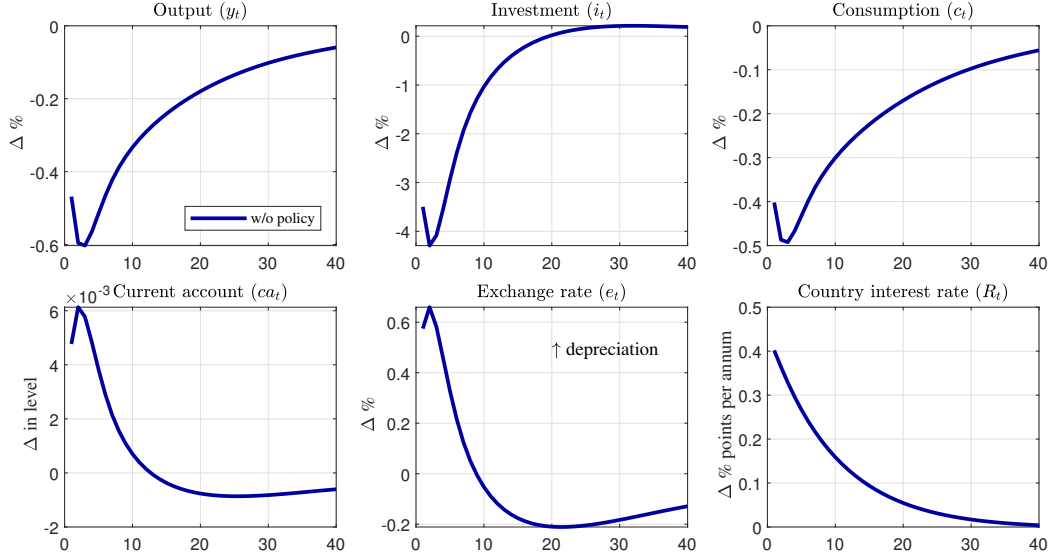 Output (y_t)
Δ %
0
-0.2
-0.4
-0.6
w/o policy
0 10 20 30 40
Investment (i_t)
Δ %
0
-1
-2
-3
-4
0 10 20 30 40
Consumption (c_t)
Δ %
0
-0.1
-0.2
-0.3
-0.4
-0.5
0 10 20 30 40
×10⁻³ Current account (ca_t)
Δ in level
6
4
2
0
-2
0 10 20 30 40
Exchange rate (e_t)
Δ %
0.6
0.4
0.2
0
-0.2
↑ depreciation
0 10 20 30 40
Country interest rate (R_t)
Δ % points per annum
0.5
0.4
0.3
0.2
0.1
0
0 10 20 30 40